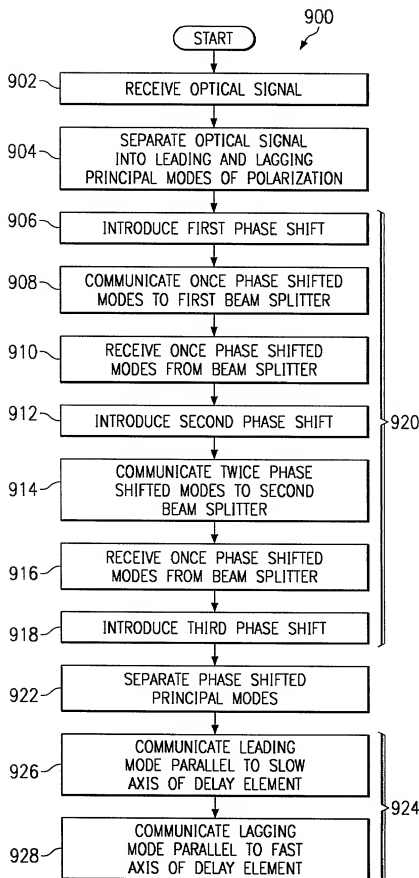 900
START
902
RECEIVE OPTICAL SIGNAL
904
SEPARATE OPTICAL SIGNAL
INTO LEADING AND LAGGING
PRINCIPAL MODES OF POLARIZATION
906
INTRODUCE FIRST PHASE SHIFT
908
COMMUNICATE ONCE PHASE SHIFTED
MODES TO FIRST BEAM SPLITTER
910
RECEIVE ONCE PHASE SHIFTED
MODES FROM BEAM SPLITTER
912
INTRODUCE SECOND PHASE SHIFT
920
914
COMMUNICATE TWICE PHASE
SHIFTED MODES TO SECOND
BEAM SPLITTER
916
RECEIVE ONCE PHASE SHIFTED
MODES FROM BEAM SPLITTER
918
INTRODUCE THIRD PHASE SHIFT
922
SEPARATE PHASE SHIFTED
PRINCIPAL MODES
926
COMMUNICATE LEADING
MODE PARALLEL TO SLOW
AXIS OF DELAY ELEMENT
924
928
COMMUNICATE LAGGING
MODE PARALLEL TO FAST
AXIS OF DELAY ELEMENT